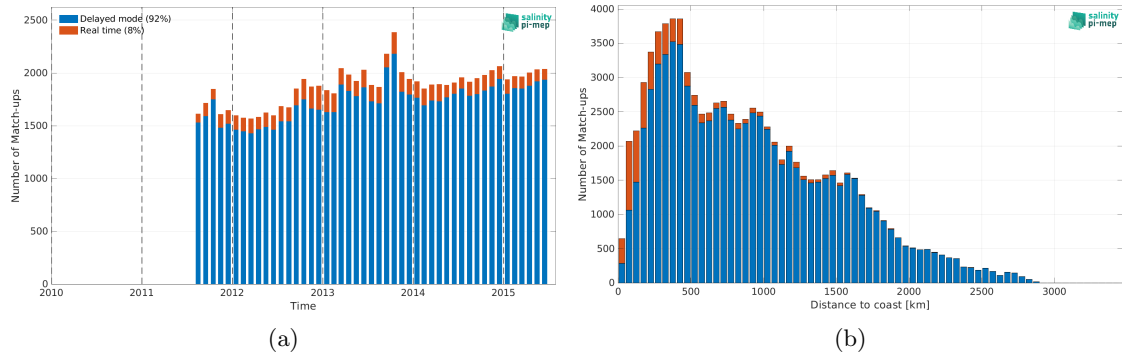 Delayed mode (92%)
Real time (8%)
salinity
pi-mep
Number of Match-ups
2500
2000
1500
1000
500
0
2010
2011
2012
2013
2014
2015
Time
(a)
salinity
pi-mep
Number of Match-ups
4000
3500
3000
2500
2000
1500
1000
500
0
0
500
1000
1500
2000
2500
3000
Distance to coast [km]
(b)